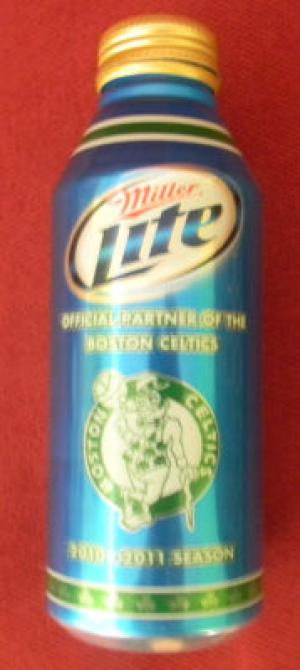 Miller
Lite
OFFICIAL PARTNER OF THE
BOSTON CELTICS
BOSTON CELTICS
2010-2011 SEASON